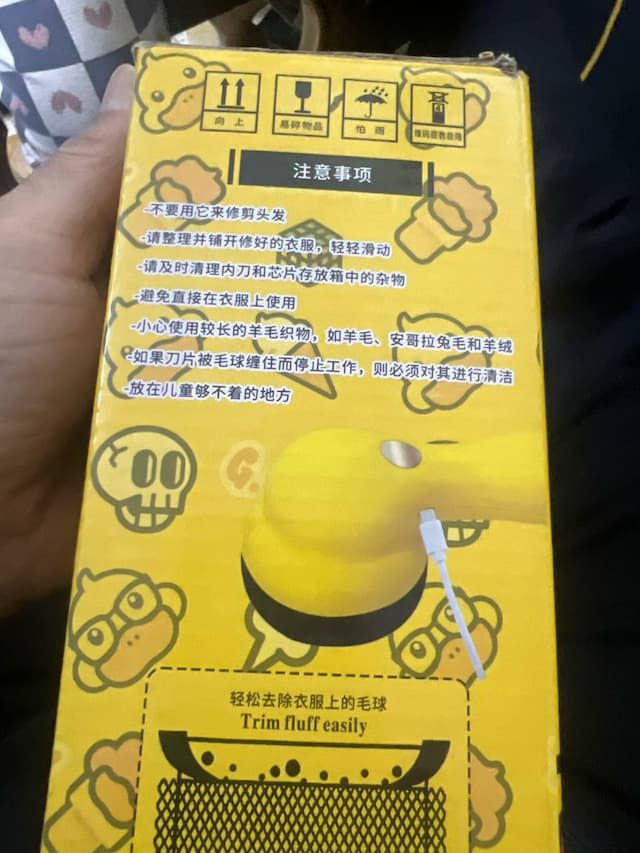 向 上
易碎物品
怕 雨
注意事项
-不要用它来修剪头发
-请整理并铺开修好的衣服，轻轻滑动
-请及时清理内刀和芯片存放箱中的杂物
-避免直接在衣服上使用
-小心使用较长的羊毛织物，如羊毛、安哥拉兔毛和羊绒
-如果刀片被毛球缠住而停止工作，则必须对其进行清洁
-放在儿童够不着的地方
G.
轻松去除衣服上的毛球
Trim fluff easily